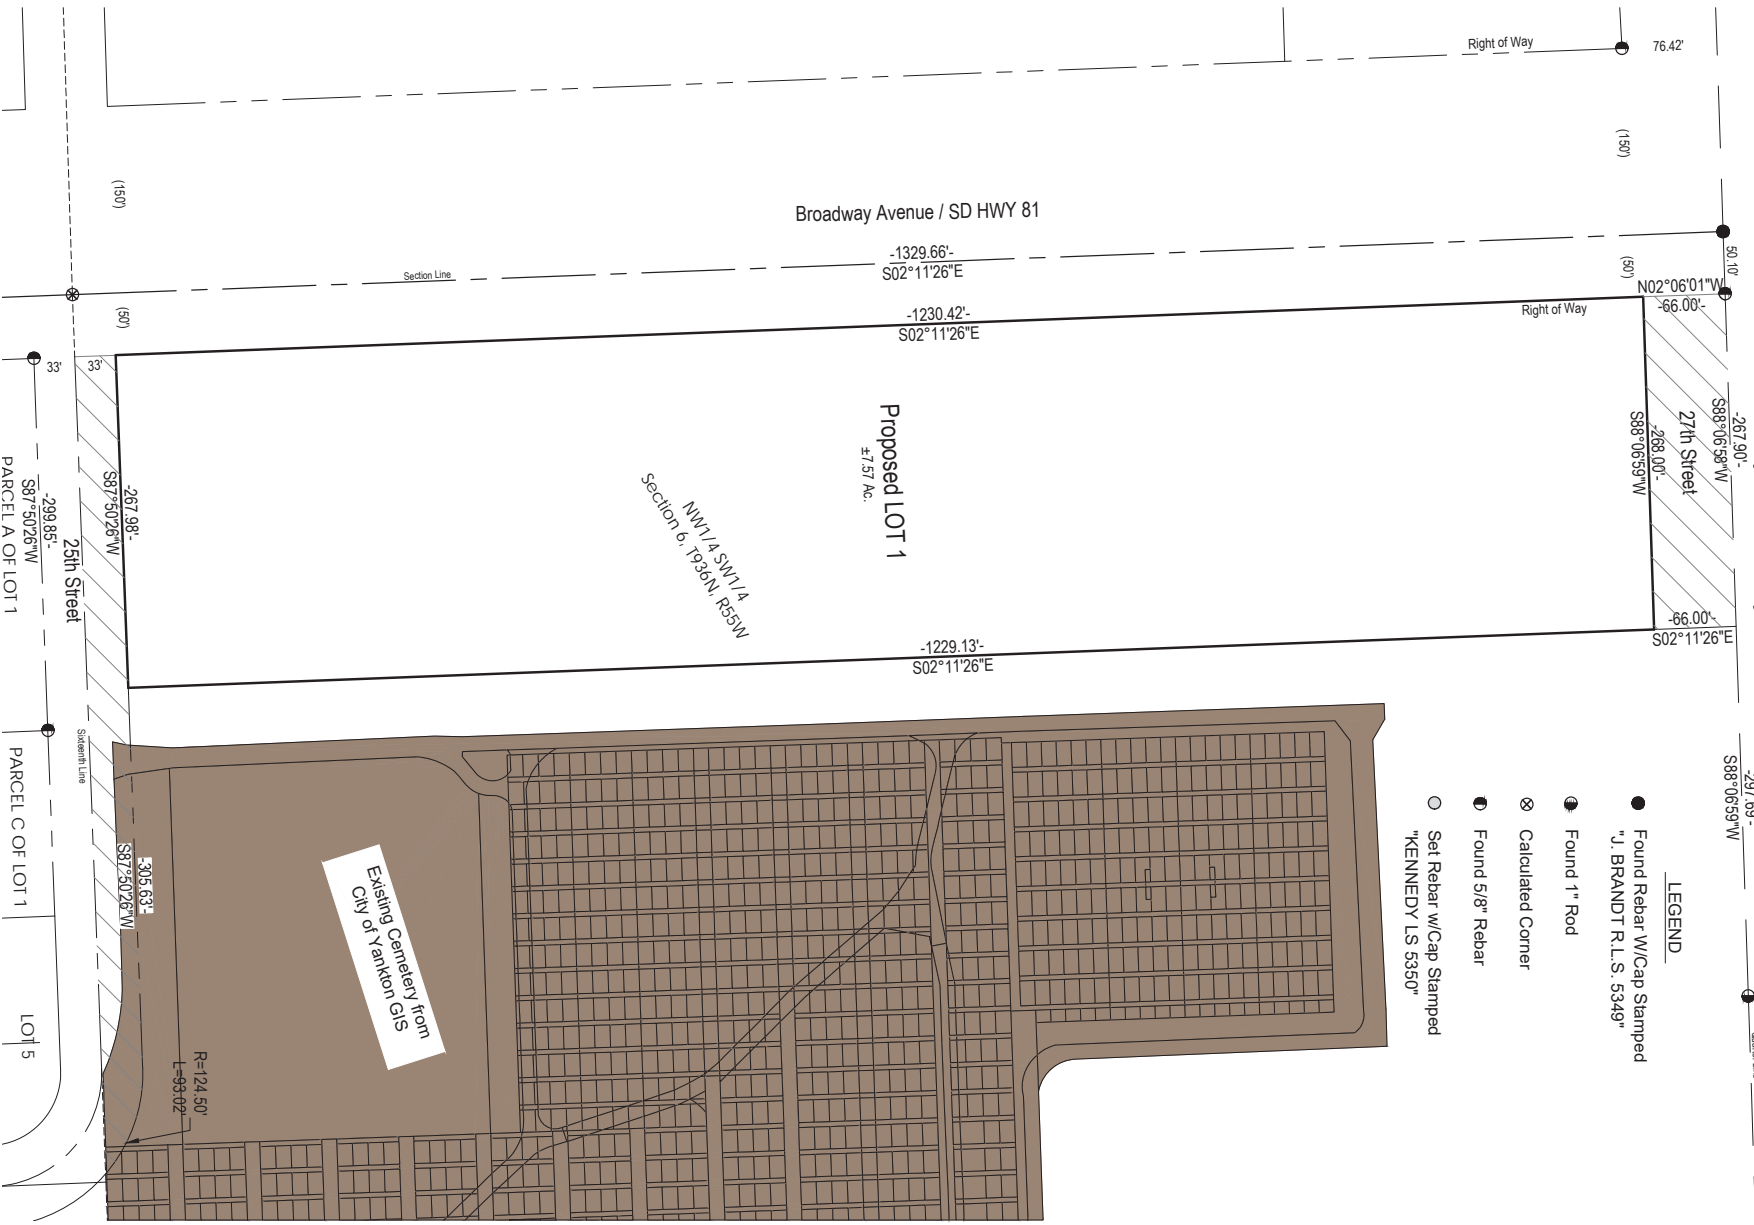 Right of Way
76.42'
(150')
(150')
Broadway Avenue / SD HWY 81
-1329.66'-
S02°11'26"E
Section Line
(50')
(50')
50.10'
N02°06'01"W
-66.00'-
-1230.42'-
S02°11'26"E
Right of Way
33'
33'
-267.90'-
S88°06'58"W
27th Street
-268.00'-
S88°06'59"W
Proposed LOT 1
±7.57 Ac.
NW1/4 SW1/4
Section 6, T936N, R55W
-267.98'-
S87°50'26"W
25th Street
-299.85'-
S87°50'26"W
PARCEL A OF LOT 1
-66.00'-
S02°11'26"E
-1229.13'-
S02°11'26"E
Sixteenth Line
PARCEL C OF LOT 1
LOT 5
-305.63'-
S87°50'26"W
Existing Cemetery from
City of Yankton GIS
R=124.50'
L=93.02'
-297.69'-
S88°06'59"W
LEGEND
Found Rebar W/Cap Stamped
"J. BRANDT R.L.S. 5349"
Found 1" Rod
Calculated Corner
Found 5/8" Rebar
Set Rebar w/Cap Stamped
"KENNEDY LS 5350"